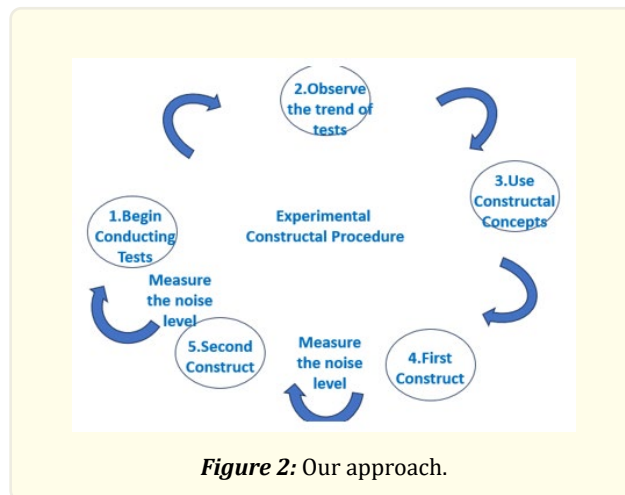 2.Observe
the trend of
tests
3.Use
Constructal
Concepts
1.Begin
Conducting
Tests
Experimental
Constructal Procedure
Measure
the noise
level
5.Second
Construct
Measure
the noise
level
4.First
Construct
Figure 2: Our approach.